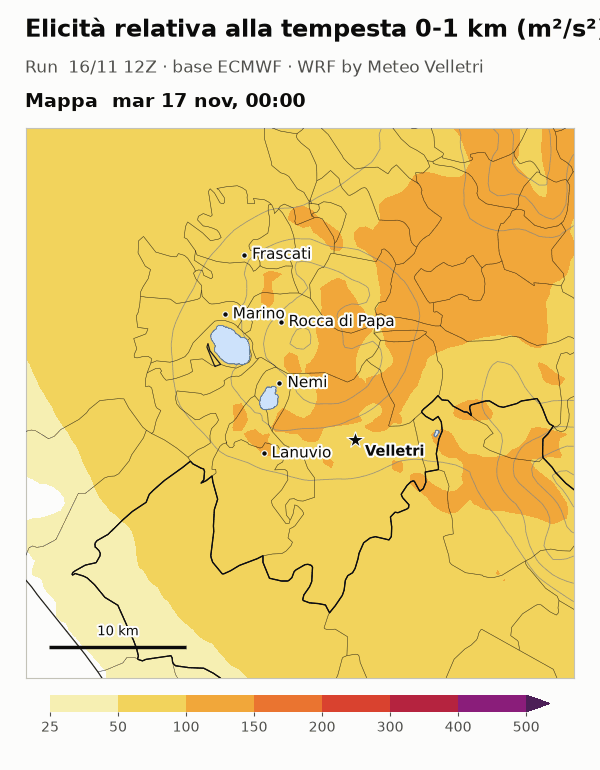 Elicità relativa alla tempesta 0-1 km (m²/s²)
Run 16/11 12Z · base ECMWF · WRF by Meteo Velletri
Mappa mar 17 nov, 00:00
Frascati
Marino
Rocca di Papa
Nemi
Velletri
Lanuvio
10 km
25 50 100 150 200 300 400 500